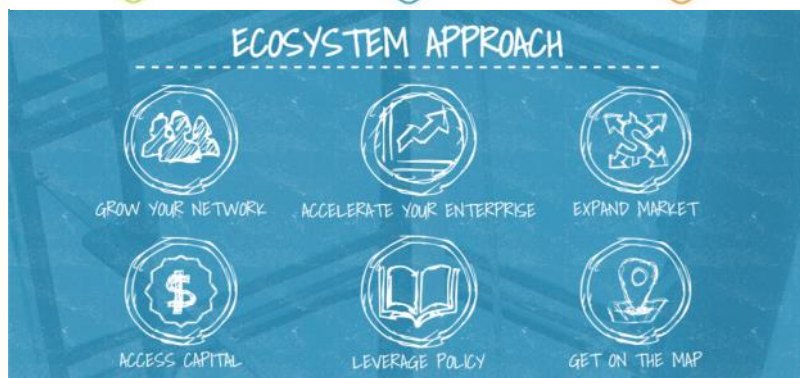 ECOSYSTEM APPROACH
GROW YOUR NETWORK
ACCELERATE YOUR ENTERPRISE
EXPAND MARKET
ACCESS CAPITAL
LEVERAGE POLICY
GET ON THE MAP